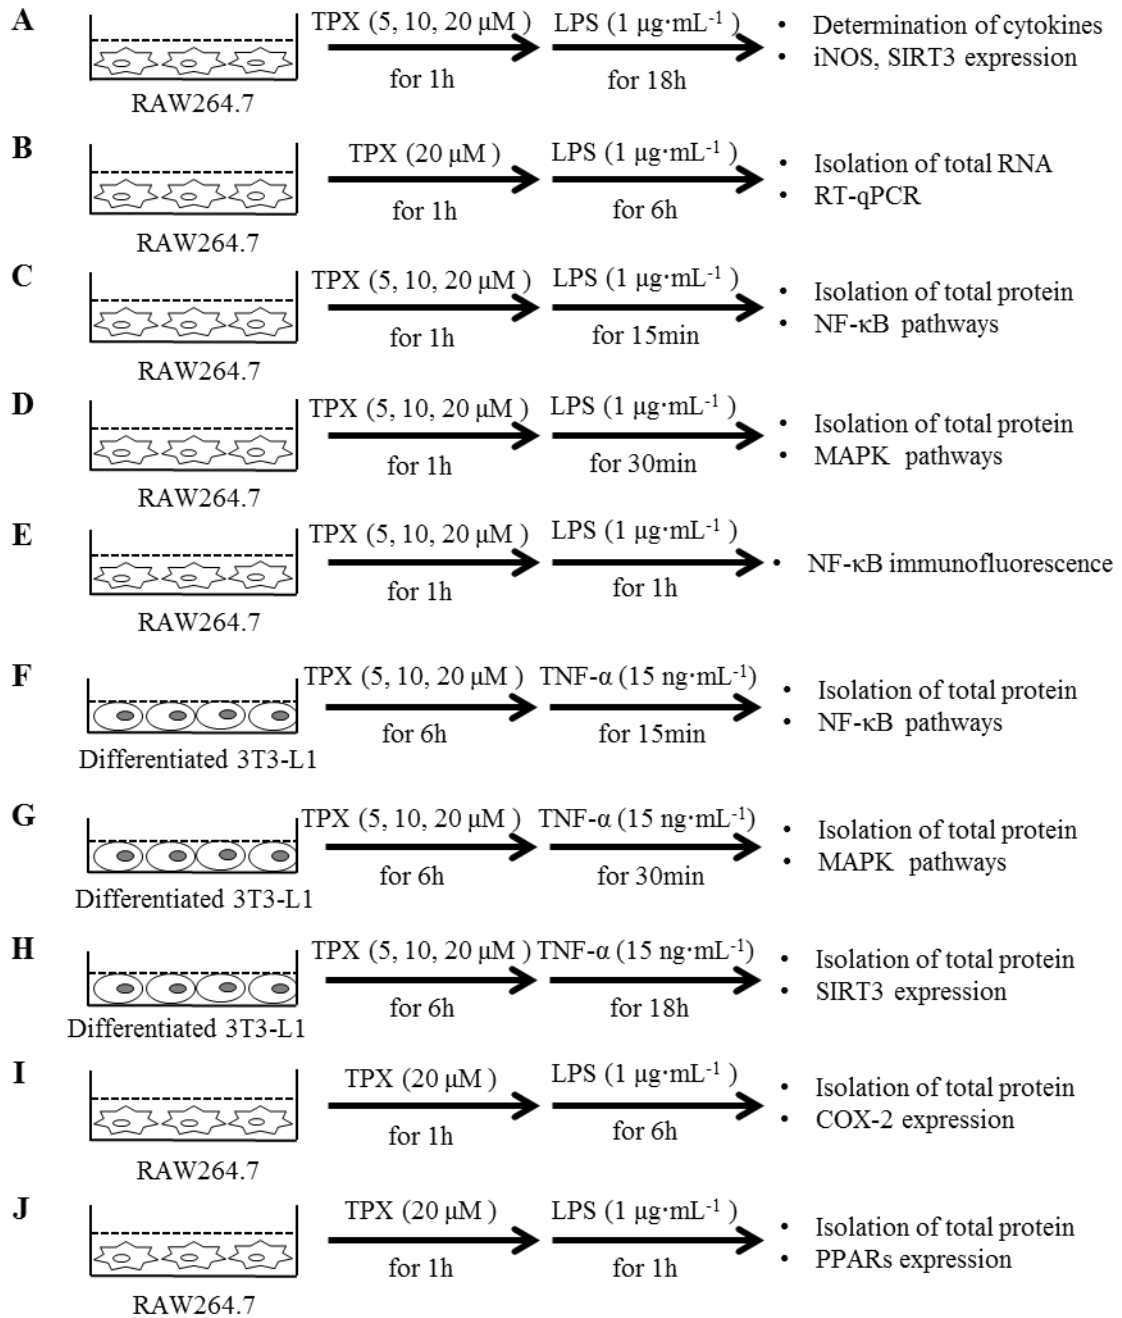 A
TPX (5, 10, 20 μM ) LPS (1 μg·mL⁻¹ )
for 1h for 18h
• Determination of cytokines
• iNOS, SIRT3 expression
RAW264.7
B
TPX (20 μM ) LPS (1 μg·mL⁻¹ )
for 1h for 6h
• Isolation of total RNA
• RT-qPCR
RAW264.7
C
TPX (5, 10, 20 μM ) LPS (1 μg·mL⁻¹ )
for 1h for 15min
• Isolation of total protein
• NF-κB pathways
RAW264.7
D
TPX (5, 10, 20 μM ) LPS (1 μg·mL⁻¹ )
for 1h for 30min
• Isolation of total protein
• MAPK pathways
RAW264.7
E
TPX (5, 10, 20 μM ) LPS (1 μg·mL⁻¹ )
for 1h for 1h
• NF-κB immunofluorescence
RAW264.7
F
TPX (5, 10, 20 μM ) TNF-α (15 ng·mL⁻¹)
for 6h for 15min
• Isolation of total protein
• NF-κB pathways
Differentiated 3T3-L1
G
TPX (5, 10, 20 μM ) TNF-α (15 ng·mL⁻¹)
for 6h for 30min
• Isolation of total protein
• MAPK pathways
Differentiated 3T3-L1
H
TPX (5, 10, 20 μM ) TNF-α (15 ng·mL⁻¹)
for 6h for 18h
• Isolation of total protein
• SIRT3 expression
Differentiated 3T3-L1
I
TPX (20 μM ) LPS (1 μg·mL⁻¹ )
for 1h for 6h
• Isolation of total protein
• COX-2 expression
RAW264.7
J
TPX (20 μM ) LPS (1 μg·mL⁻¹ )
for 1h for 1h
• Isolation of total protein
• PPARs expression
RAW264.7